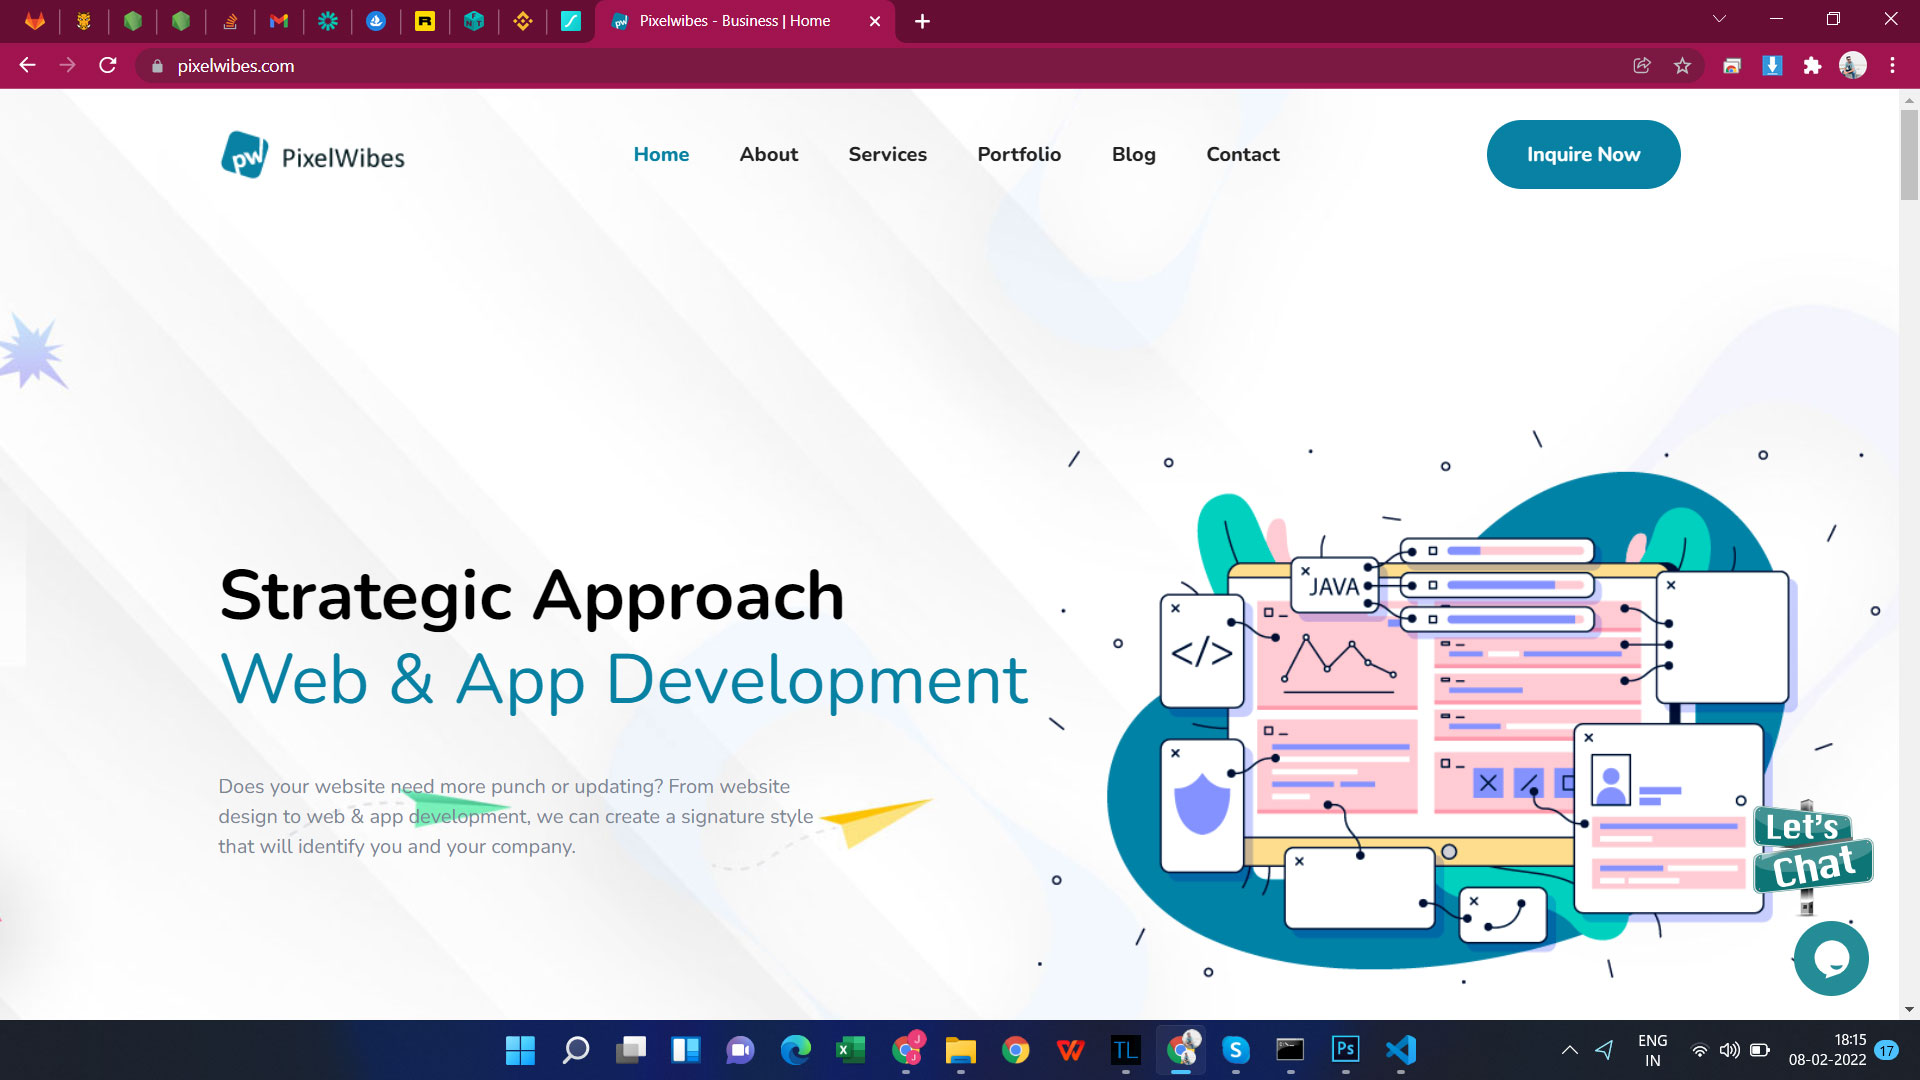 Pixelwibes - Business | Home
pixelwibes.com
pw PixelWibes
Home About Services Portfolio Blog Contact Inquire Now
JAVA
</>
Strategic Approach
Web & App Development
Does your website need more punch or updating? From website
design to web & app development, we can create a signature style
that will identify you and your company.
Let's
Chat
TL
S
Ps
ENG
IN
18:15
08-02-2022
17